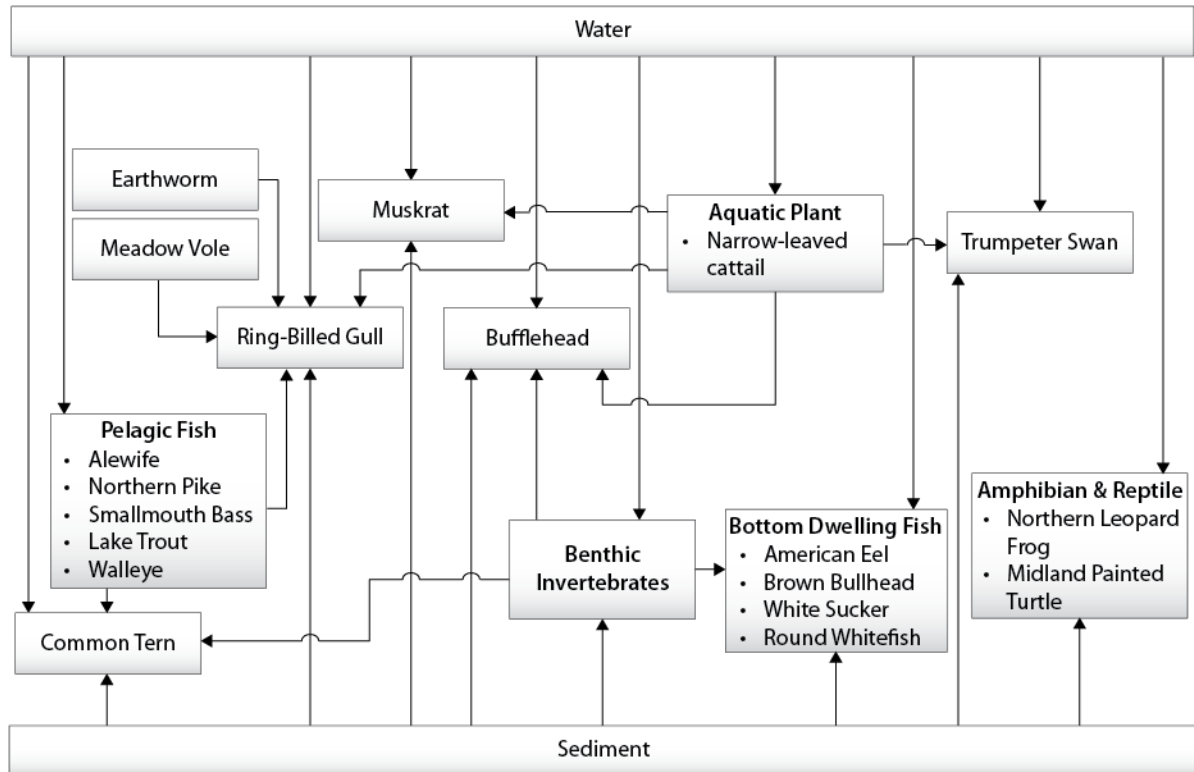 Water
Earthworm
Meadow Vole
Muskrat
Aquatic Plant
• Narrow-leaved
cattail
Trumpeter Swan
Ring-Billed Gull
Bufflehead
Pelagic Fish
• Alewife
• Northern Pike
• Smallmouth Bass
• Lake Trout
• Walleye
Benthic
Invertebrates
Bottom Dwelling Fish
• American Eel
• Brown Bullhead
• White Sucker
• Round Whitefish
Amphibian & Reptile
• Northern Leopard
Frog
• Midland Painted
Turtle
Common Tern
Sediment